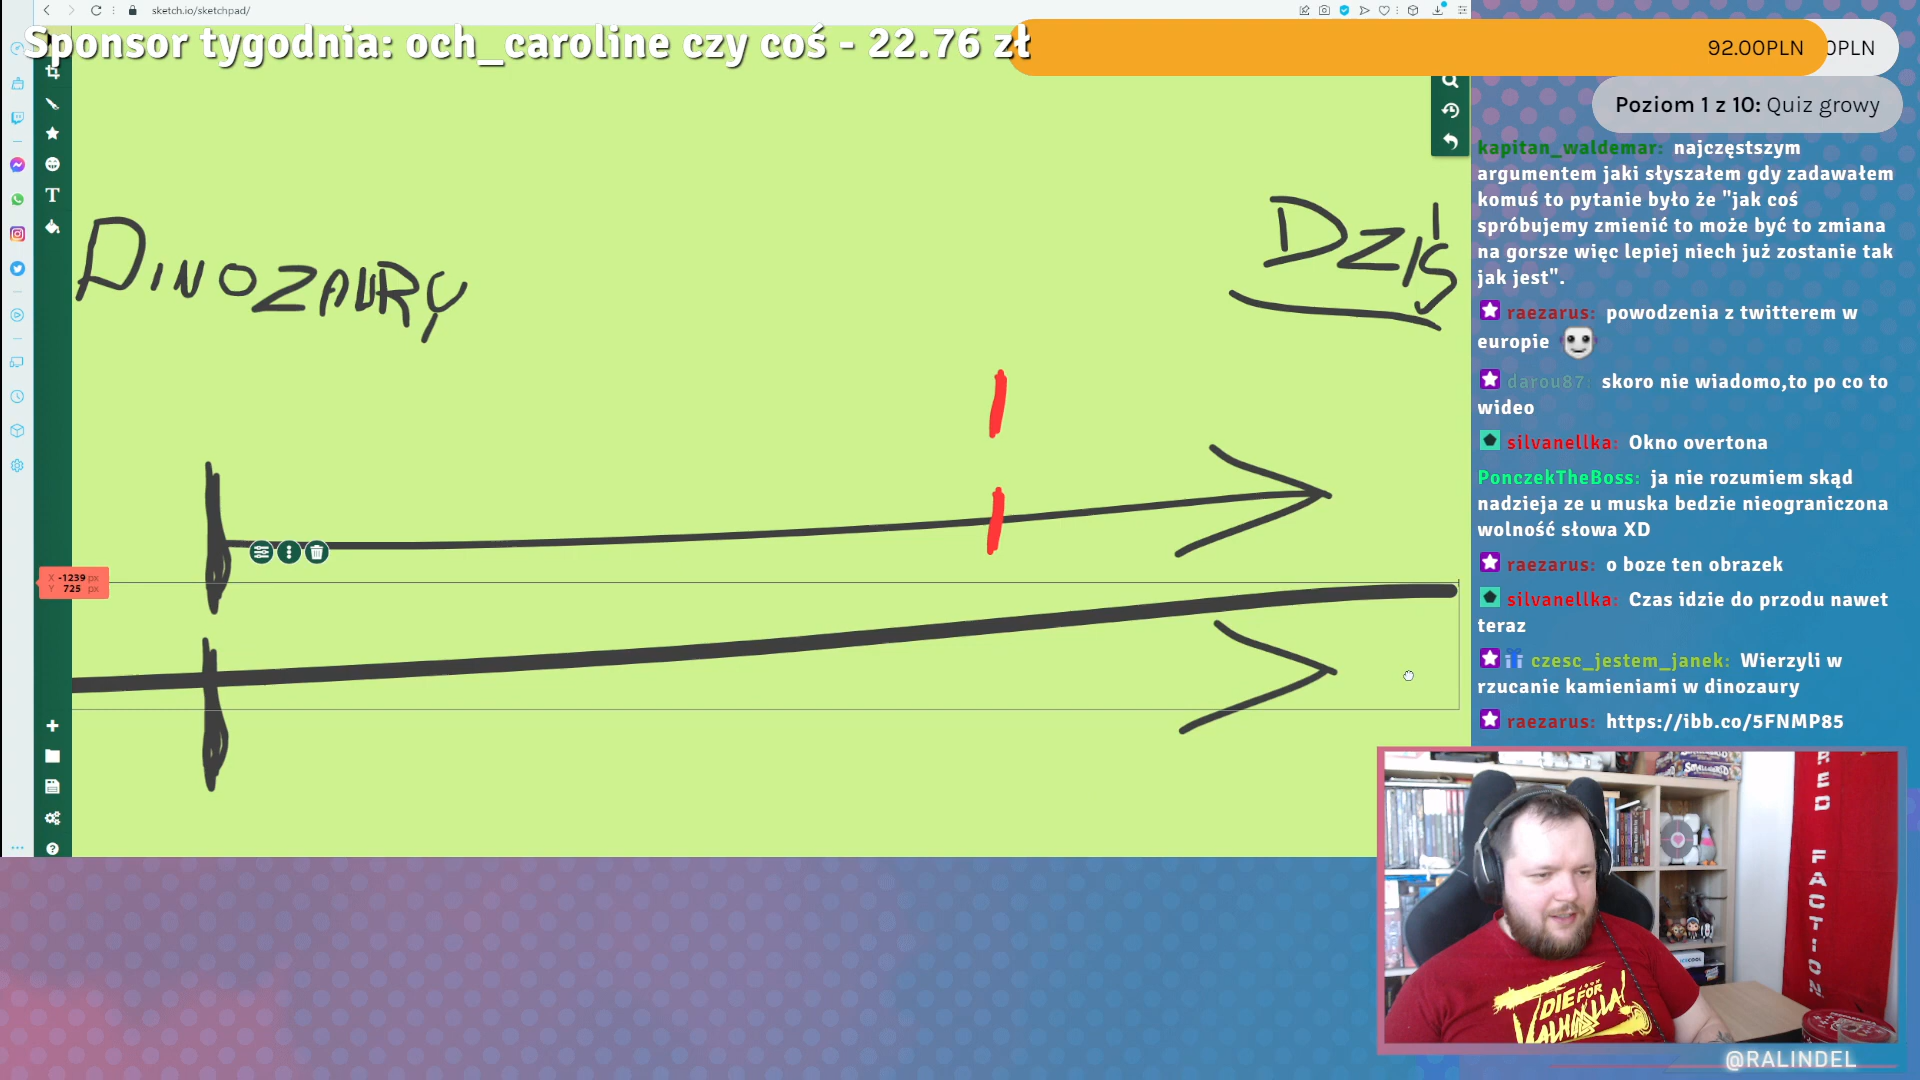 sketch.io/sketchpad/
Sponsor tygodnia: och_caroline czy coś - 22.76 zł
92.00PLN
0PLN
Poziom 1 z 10: Quiz growy
DINOZAURY
DZIŚ
X -1239 px
Y 725 px
T
kapitan_waldemar: najczęstszym
argumentem jaki słyszałem gdy zadawałem
komuś to pytanie było że "jak coś
spróbujemy zmienić to może być to zmiana
na gorsze więc lepiej niech już zostanie tak
jak jest".
raezarus: powodzenia z twitterem w
europie
darou87: skoro nie wiadomo,to po co to
wideo
silvanellka: Okno overtona
PonczekTheBoss: ja nie rozumiem skąd
nadzieja ze u muska bedzie nieograniczona
wolność słowa XD
raezarus: o boze ten obrazek
silvanellka: Czas idzie do przodu nawet
teraz
czesc_jestem_janek: Wierzyli w
rzucanie kamieniami w dinozaury
raezarus: https://ibb.co/5FNMP85
RED FACTION
DIE FOR
VALHALLA!
@RALINDEL